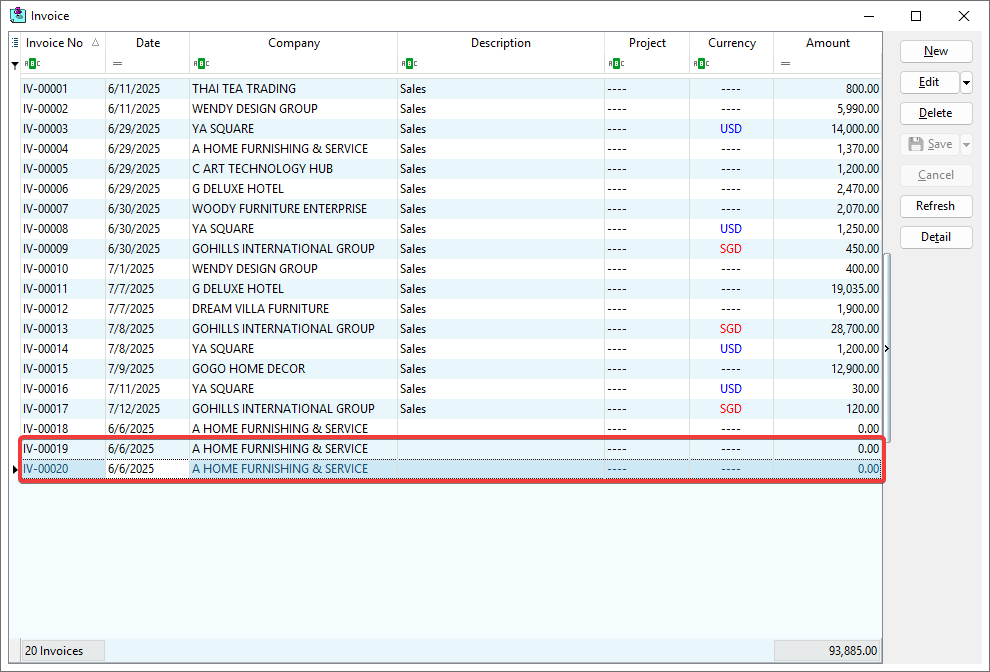 Invoice
Invoice No Date Company Description Project Currency Amount
ABC = ABC ABC ABC ABC =
IV-00001 6/11/2025 THAI TEA TRADING Sales ---- ---- 800.00
IV-00002 6/11/2025 WENDY DESIGN GROUP Sales ---- ---- 5,990.00
IV-00003 6/29/2025 YA SQUARE Sales ---- USD 14,000.00
IV-00004 6/29/2025 A HOME FURNISHING & SERVICE Sales ---- ---- 1,370.00
IV-00005 6/29/2025 C ART TECHNOLOGY HUB Sales ---- ---- 1,200.00
IV-00006 6/29/2025 G DELUXE HOTEL Sales ---- ---- 2,470.00
IV-00007 6/30/2025 WOODY FURNITURE ENTERPRISE Sales ---- ---- 2,070.00
IV-00008 6/30/2025 YA SQUARE Sales ---- USD 1,250.00
IV-00009 6/30/2025 GOHILLS INTERNATIONAL GROUP Sales ---- SGD 450.00
IV-00010 7/1/2025 WENDY DESIGN GROUP Sales ---- ---- 400.00
IV-00011 7/7/2025 G DELUXE HOTEL Sales ---- ---- 19,035.00
IV-00012 7/7/2025 DREAM VILLA FURNITURE Sales ---- ---- 1,900.00
IV-00013 7/8/2025 GOHILLS INTERNATIONAL GROUP Sales ---- SGD 28,700.00
IV-00014 7/8/2025 YA SQUARE Sales ---- USD 1,200.00
IV-00015 7/9/2025 GOGO HOME DECOR Sales ---- ---- 12,900.00
IV-00016 7/11/2025 YA SQUARE Sales ---- USD 30.00
IV-00017 7/12/2025 GOHILLS INTERNATIONAL GROUP Sales ---- SGD 120.00
IV-00018 6/6/2025 A HOME FURNISHING & SERVICE ---- ---- 0.00
IV-00019 6/6/2025 A HOME FURNISHING & SERVICE ---- ---- 0.00
IV-00020 6/6/2025 A HOME FURNISHING & SERVICE ---- ---- 0.00
20 Invoices 93,885.00
New
Edit
Delete
Save
Cancel
Refresh
Detail